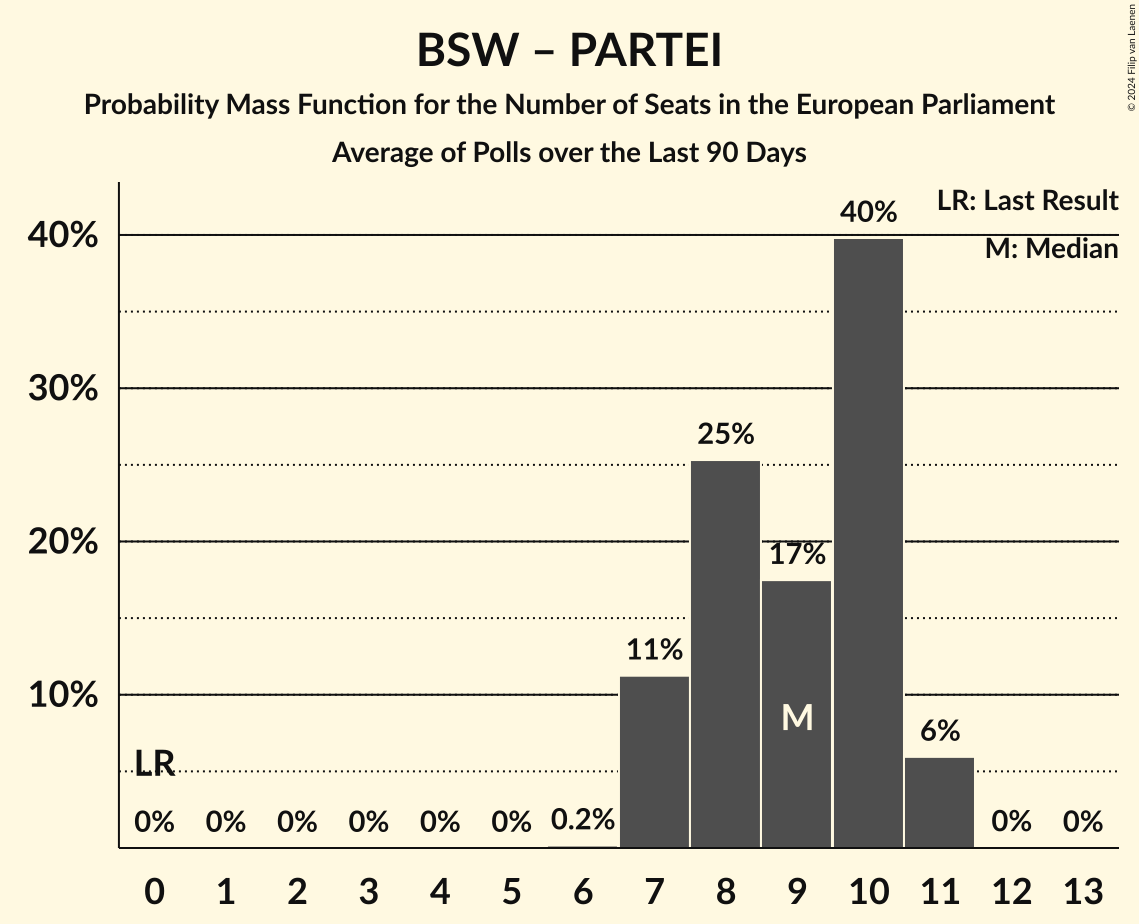 BSW – PARTEI
Probability Mass Function for the Number of Seats in the European Parliament
Average of Polls over the Last 90 Days
© 2024 Filip van Laenen
LR: Last Result
M: Median
40%
30%
20%
10%
LR
0% 0% 0% 0% 0% 0% 0.2% 11% 25% 17% 40% 6% 0% 0%
M
0 1 2 3 4 5 6 7 8 9 10 11 12 13